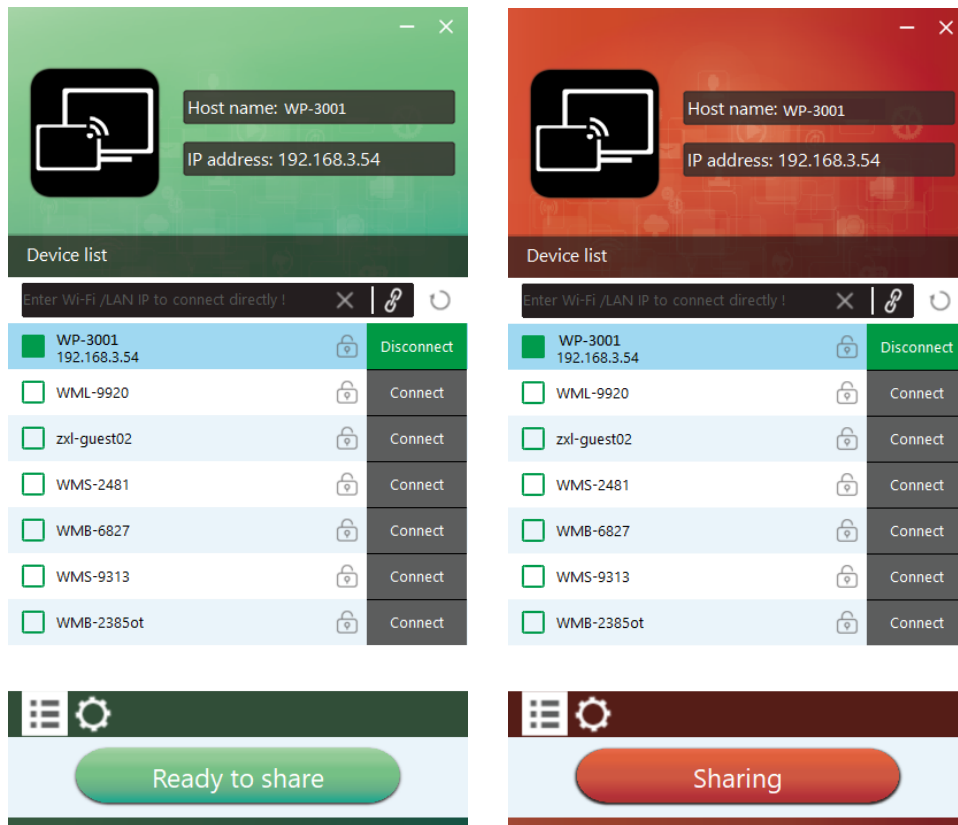 Host name: WP-3001
IP address: 192.168.3.54
Device list
Enter Wi-Fi /LAN IP to connect directly !
WP-3001
192.168.3.54
Disconnect
WML-9920
Connect
zxl-guest02
Connect
WMS-2481
Connect
WMB-6827
Connect
WMS-9313
Connect
WMB-2385ot
Connect
Ready to share
Host name: WP-3001
IP address: 192.168.3.54
Device list
Enter Wi-Fi /LAN IP to connect directly !
WP-3001
192.168.3.54
Disconnect
WML-9920
Connect
zxl-guest02
Connect
WMS-2481
Connect
WMB-6827
Connect
WMS-9313
Connect
WMB-2385ot
Connect
Sharing